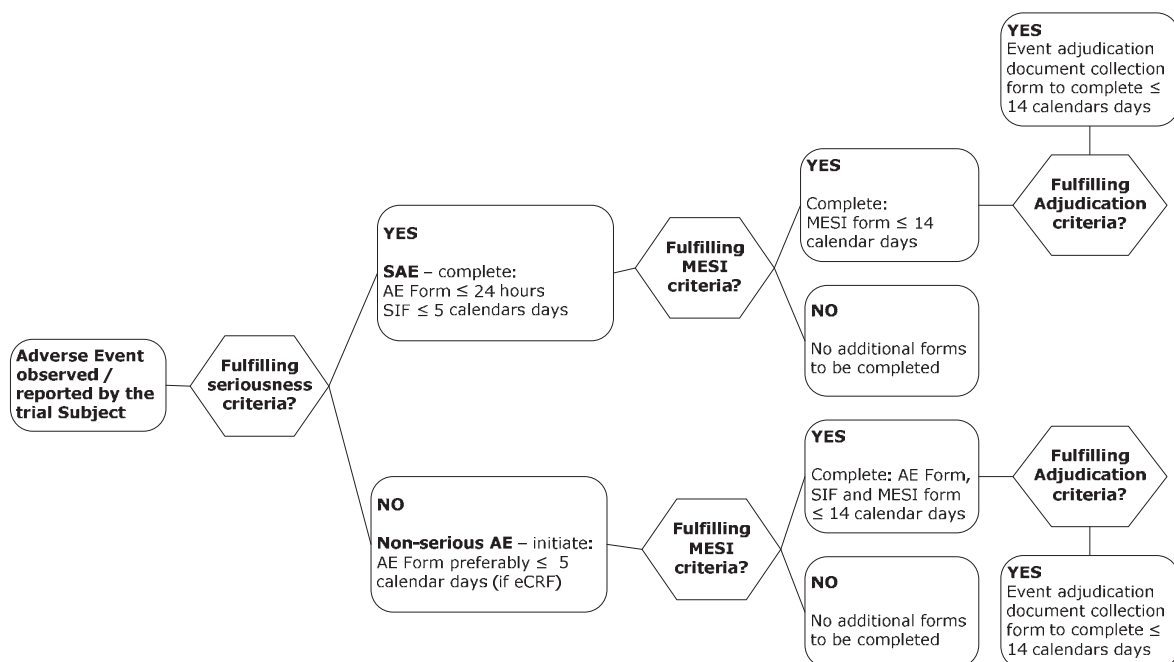 Adverse Event
observed /
reported by the
trial Subject
Fulfilling
seriousness
criteria?
YES
SAE – complete:
AE Form ≤ 24 hours
SIF ≤ 5 calendars days
Fulfilling
MESI
criteria?
YES
Complete:
MESI form ≤ 14
calendar days
Fulfilling
Adjudication
criteria?
YES
Event adjudication
document collection
form to complete ≤
14 calendars days
NO
No additional forms
to be completed
NO
Non-serious AE – initiate:
AE Form preferably ≤ 5
calendar days (if eCRF)
Fulfilling
MESI
criteria?
YES
Complete: AE Form,
SIF and MESI form
≤ 14 calendar days
Fulfilling
Adjudication
criteria?
YES
Event adjudication
document collection
form to complete ≤
14 calendars days
NO
No additional forms
to be completed